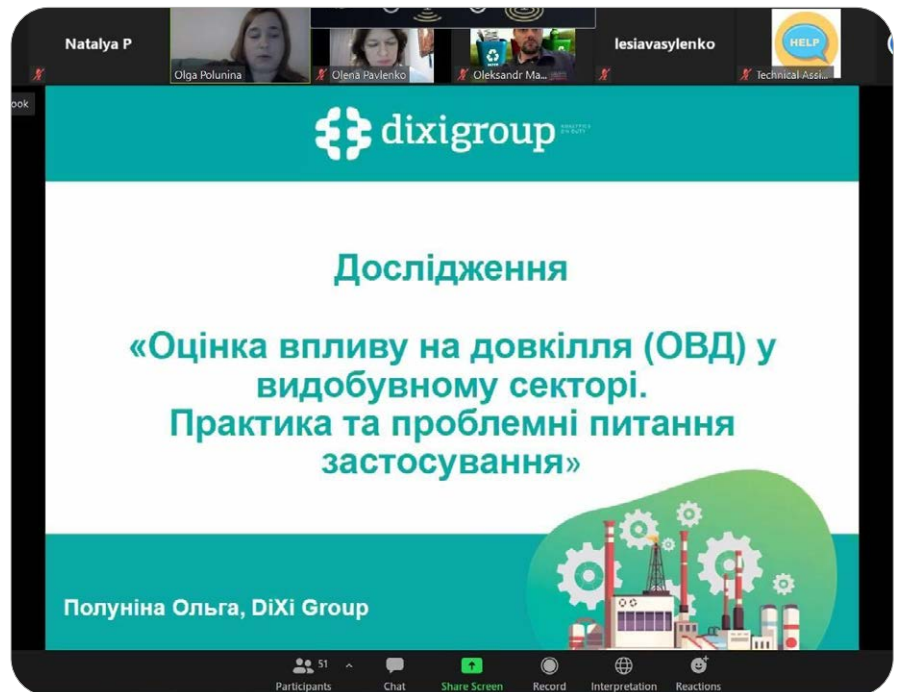 Natalya P
Olga Polunina
Olena Pavlenko
Oleksandr Ma...
lesiavasylenko
HELP
Technical Assi...
ook
dixigroup
Дослідження
«Оцінка впливу на довкілля (ОВД) у
видобувному секторі.
Практика та проблемні питання
застосування»
Полуніна Ольга, DiXi Group
51
Participants
Chat
Share Screen
Record
Interpretation
Reactions